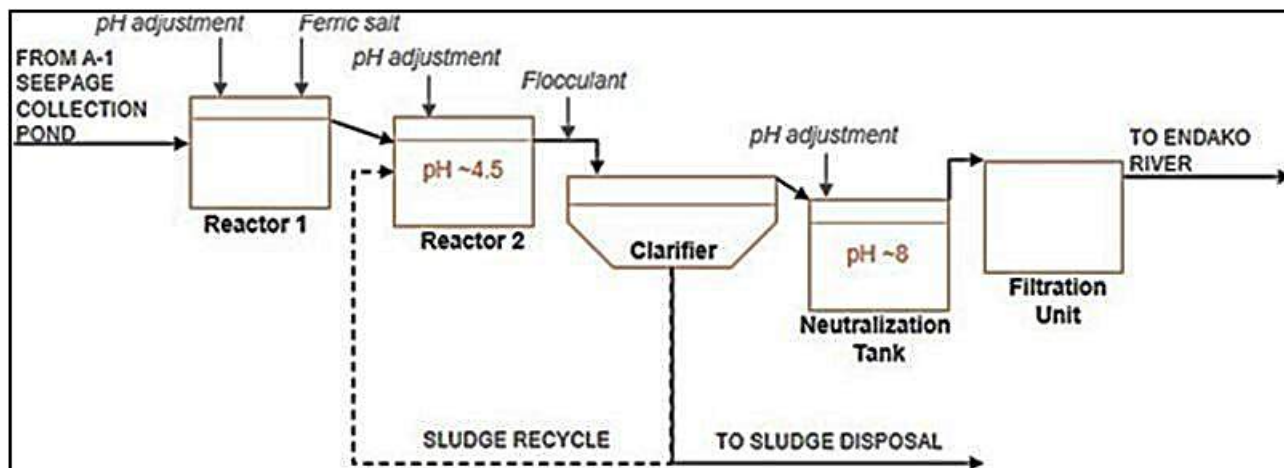 pH adjustment
Ferric salt
FROM A-1
SEEPAGE
COLLECTION
POND
pH adjustment
Flocculant
pH adjustment
TO ENDAKO
RIVER
pH ~4.5
Reactor 1
Reactor 2
Clarifier
pH ~8
Neutralization
Tank
Filtration
Unit
SLUDGE RECYCLE
TO SLUDGE DISPOSAL